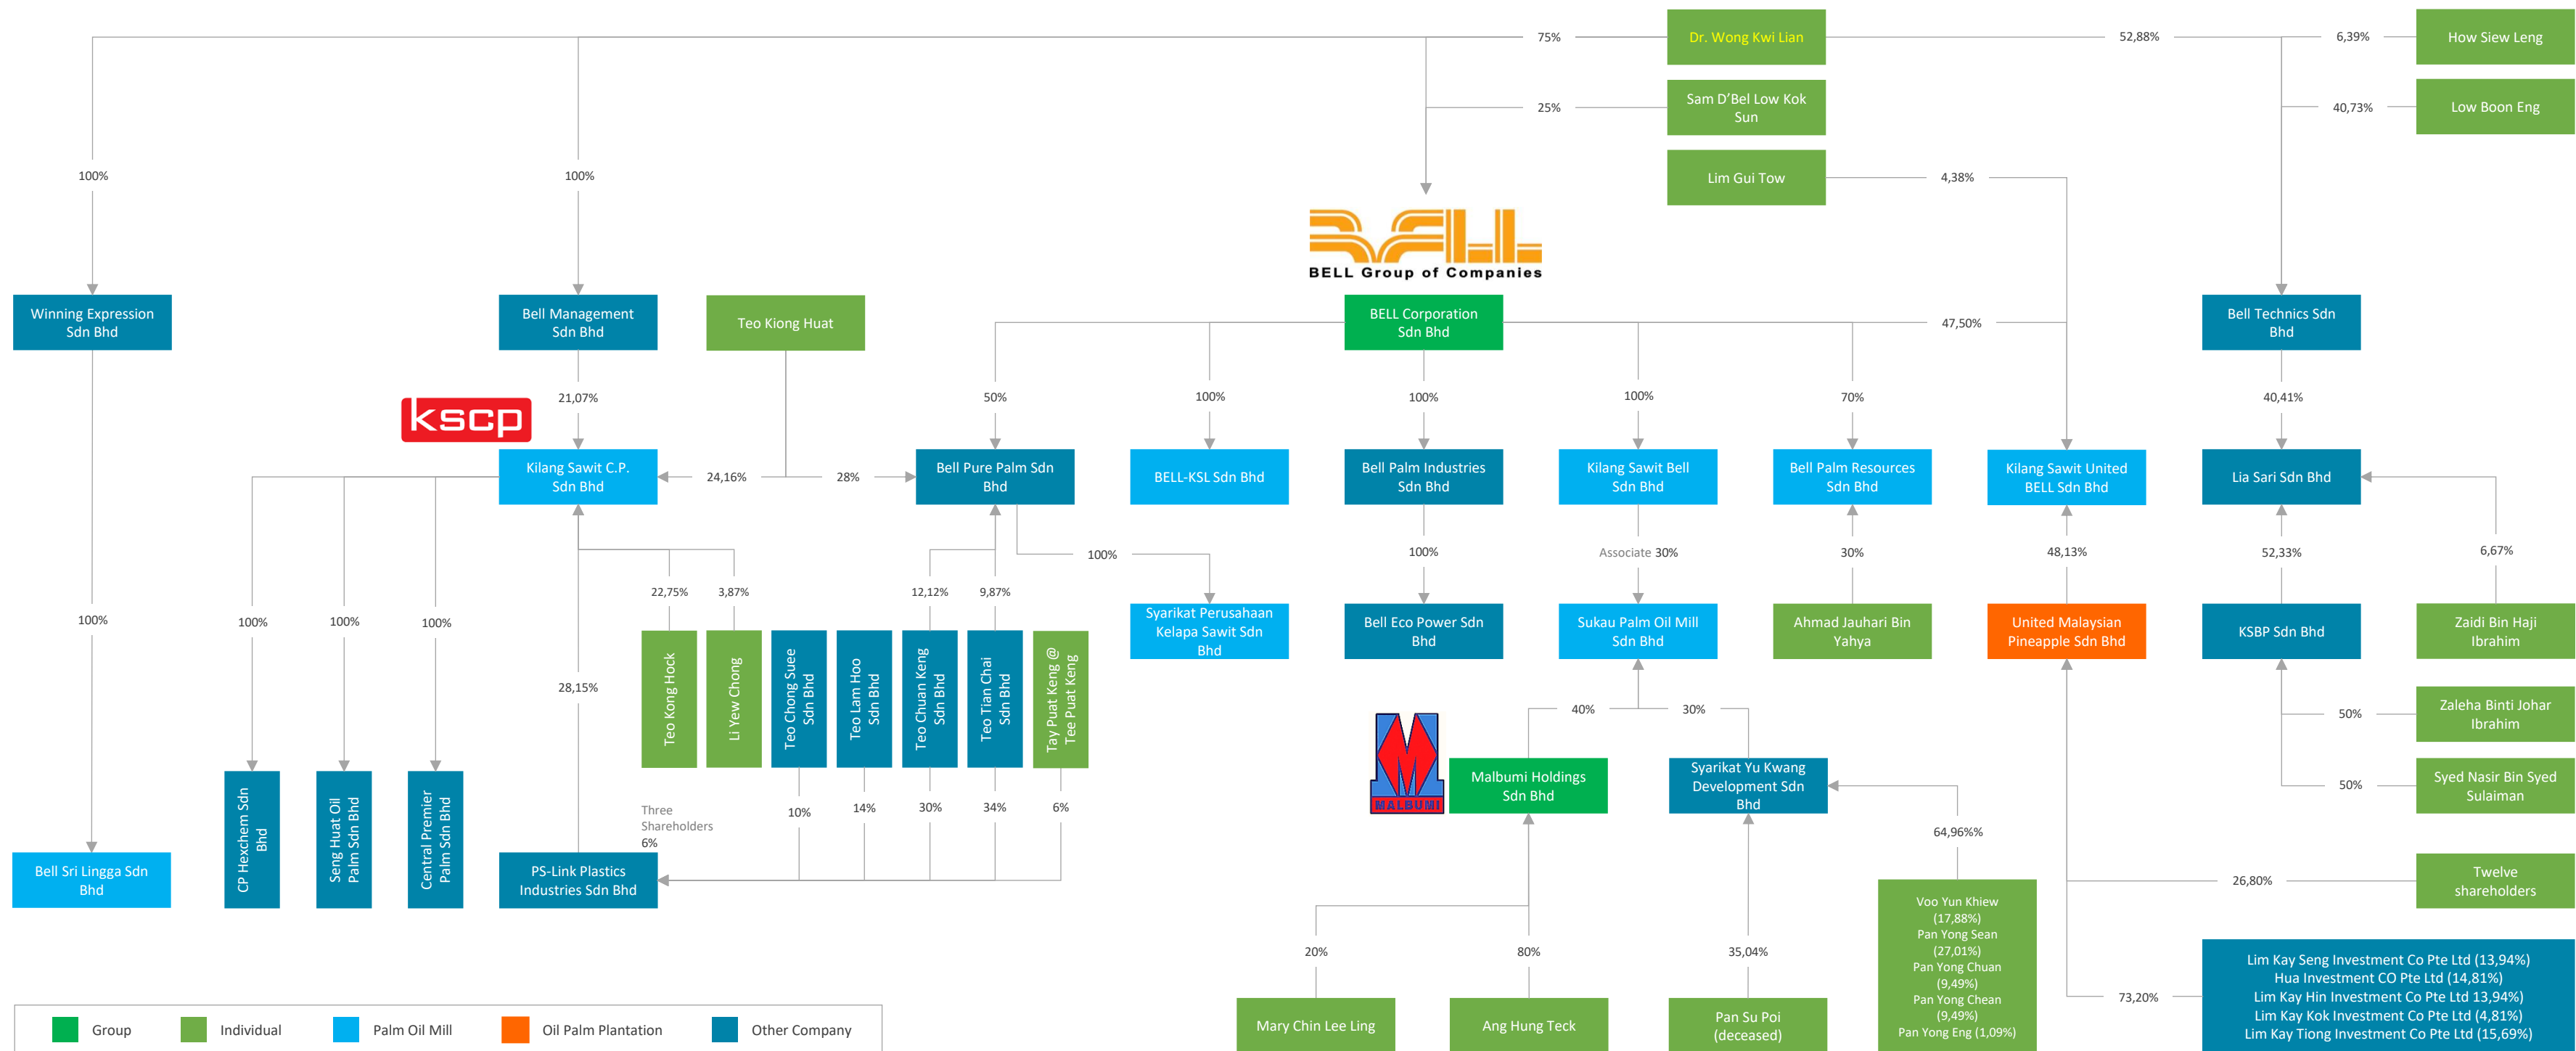 75%
Dr. Wong Kwi Lian
52,88%
6,39%
How Siew Leng
25%
Sam D’Bel Low Kok
Sun
40,73%
Low Boon Eng
100%
100%
Lim Gui Tow
4,38%
BELL
BELL Group of Companies
Winning Expression
Sdn Bhd
Bell Management
Sdn Bhd
Teo Kiong Huat
BELL Corporation
Sdn Bhd
47,50%
Bell Technics Sdn
Bhd
21,07%
50%
100%
100%
100%
70%
40,41%
kscp
Kilang Sawit C.P.
Sdn Bhd
24,16%
28%
Bell Pure Palm Sdn
Bhd
BELL-KSL Sdn Bhd
Bell Palm Industries
Sdn Bhd
Kilang Sawit Bell
Sdn Bhd
Bell Palm Resources
Sdn Bhd
Kilang Sawit United
BELL Sdn Bhd
Lia Sari Sdn Bhd
100%
100%
Associate 30%
30%
48,13%
52,33%
6,67%
22,75%
3,87%
12,12%
9,87%
100%
100%
100%
100%
Syarikat Perusahaan
Kelapa Sawit Sdn
Bhd
Bell Eco Power Sdn
Bhd
Sukau Palm Oil Mill
Sdn Bhd
Ahmad Jauhari Bin
Yahya
United Malaysian
Pineapple Sdn Bhd
KSBP Sdn Bhd
Zaidi Bin Haji
Ibrahim
28,15%
Teo Kong Hock
Li Yew Chong
Teo Chong Suee
Sdn Bhd
Teo Lam Hoo
Sdn Bhd
Teo Chuan Keng
Sdn Bhd
Teo Tian Chai
Sdn Bhd
Tay Puat Keng @
Tee Puat Keng
40%
30%
50%
Zaleha Binti Johar
Ibrahim
MALBUMI
Malbumi Holdings
Sdn Bhd
Syarikat Yu Kwang
Development Sdn
Bhd
50%
Syed Nasir Bin Syed
Sulaiman
Three
Shareholders
6%
10%
14%
30%
34%
6%
64,96%%
CP Hexchem Sdn
Bhd
Seng Huat Oil
Palm Sdn Bhd
Central Premier
Palm Sdn Bhd
Bell Sri Lingga Sdn
Bhd
PS-Link Plastics
Industries Sdn Bhd
26,80%
Twelve
shareholders
20%
80%
35,04%
Voo Yun Khiew
(17,88%)
Pan Yong Sean
(27,01%)
Pan Yong Chuan
(9,49%)
Pan Yong Chean
(9,49%)
Pan Yong Eng (1,09%)
73,20%
Lim Kay Seng Investment Co Pte Ltd (13,94%)
Hua Investment CO Pte Ltd (14,81%)
Lim Kay Hin Investment Co Pte Ltd 13,94%)
Lim Kay Kok Investment Co Pte Ltd (4,81%)
Lim Kay Tiong Investment Co Pte Ltd (15,69%)
Mary Chin Lee Ling
Ang Hung Teck
Pan Su Poi
(deceased)
Group
Individual
Palm Oil Mill
Oil Palm Plantation
Other Company